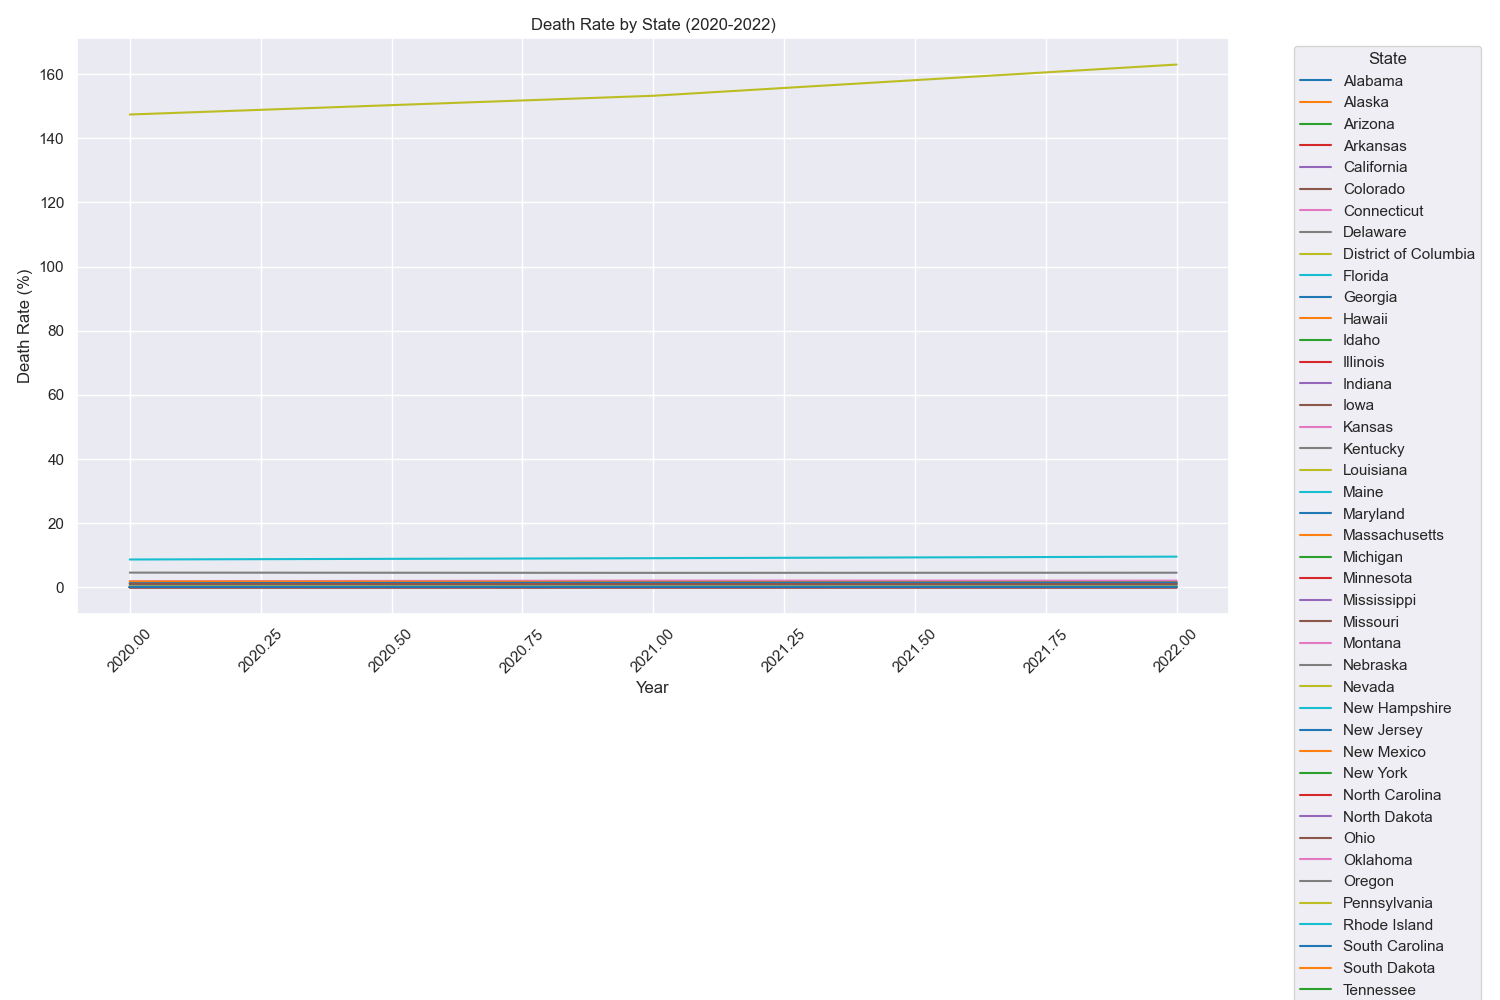 Death Rate by State (2020-2022)
Death Rate (%)
160
140
120
100
80
60
40
20
0
2020.00
2020.25
2020.50
2020.75
2021.00
2021.25
2021.50
2021.75
2022.00
Year
State
Alabama
Alaska
Arizona
Arkansas
California
Colorado
Connecticut
Delaware
District of Columbia
Florida
Georgia
Hawaii
Idaho
Illinois
Indiana
Iowa
Kansas
Kentucky
Louisiana
Maine
Maryland
Massachusetts
Michigan
Minnesota
Mississippi
Missouri
Montana
Nebraska
Nevada
New Hampshire
New Jersey
New Mexico
New York
North Carolina
North Dakota
Ohio
Oklahoma
Oregon
Pennsylvania
Rhode Island
South Carolina
South Dakota
Tennessee